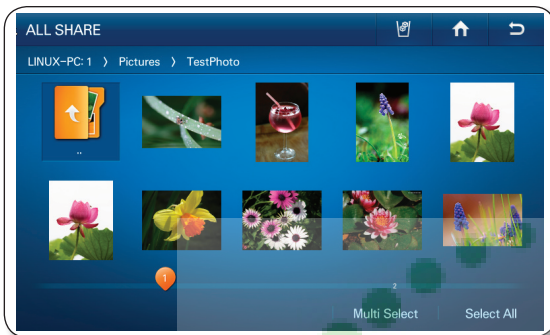 ALL SHARE
LINUX-PC: 1 > Pictures > TestPhoto
..
1
2
Multi Select
Select All